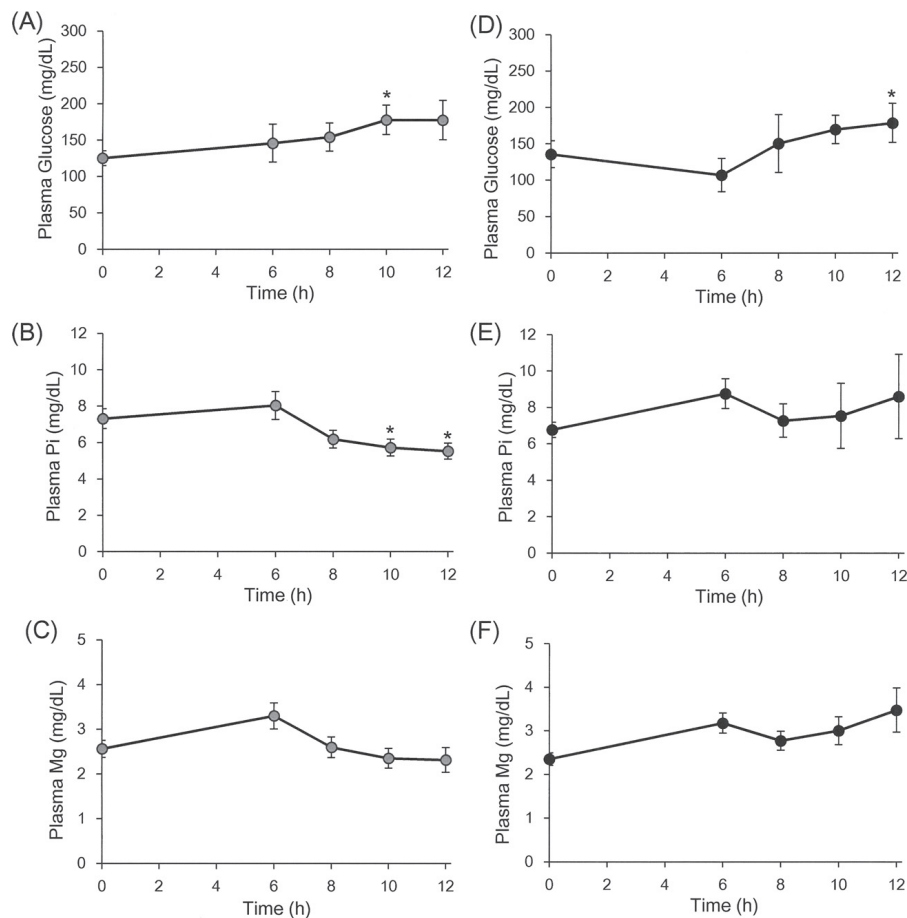 (A)
Plasma Glucose (mg/dL)
300
250
200
150
100
50
0
*
0 2 4 6 8 10 12
Time (h)
(D)
Plasma Glucose (mg/dL)
300
250
200
150
100
50
0
*
0 2 4 6 8 10 12
Time (h)
(B)
Plasma Pi (mg/dL)
12
10
8
6
4
2
0
* *
0 2 4 6 8 10 12
Time (h)
(E)
Plasma Pi (mg/dL)
12
10
8
6
4
2
0
0 2 4 6 8 10 12
Time (h)
(C)
Plasma Mg (mg/dL)
5
4
3
2
1
0
0 2 4 6 8 10 12
Time (h)
(F)
Plasma Mg (mg/dL)
5
4
3
2
1
0
0 2 4 6 8 10 12
Time (h)